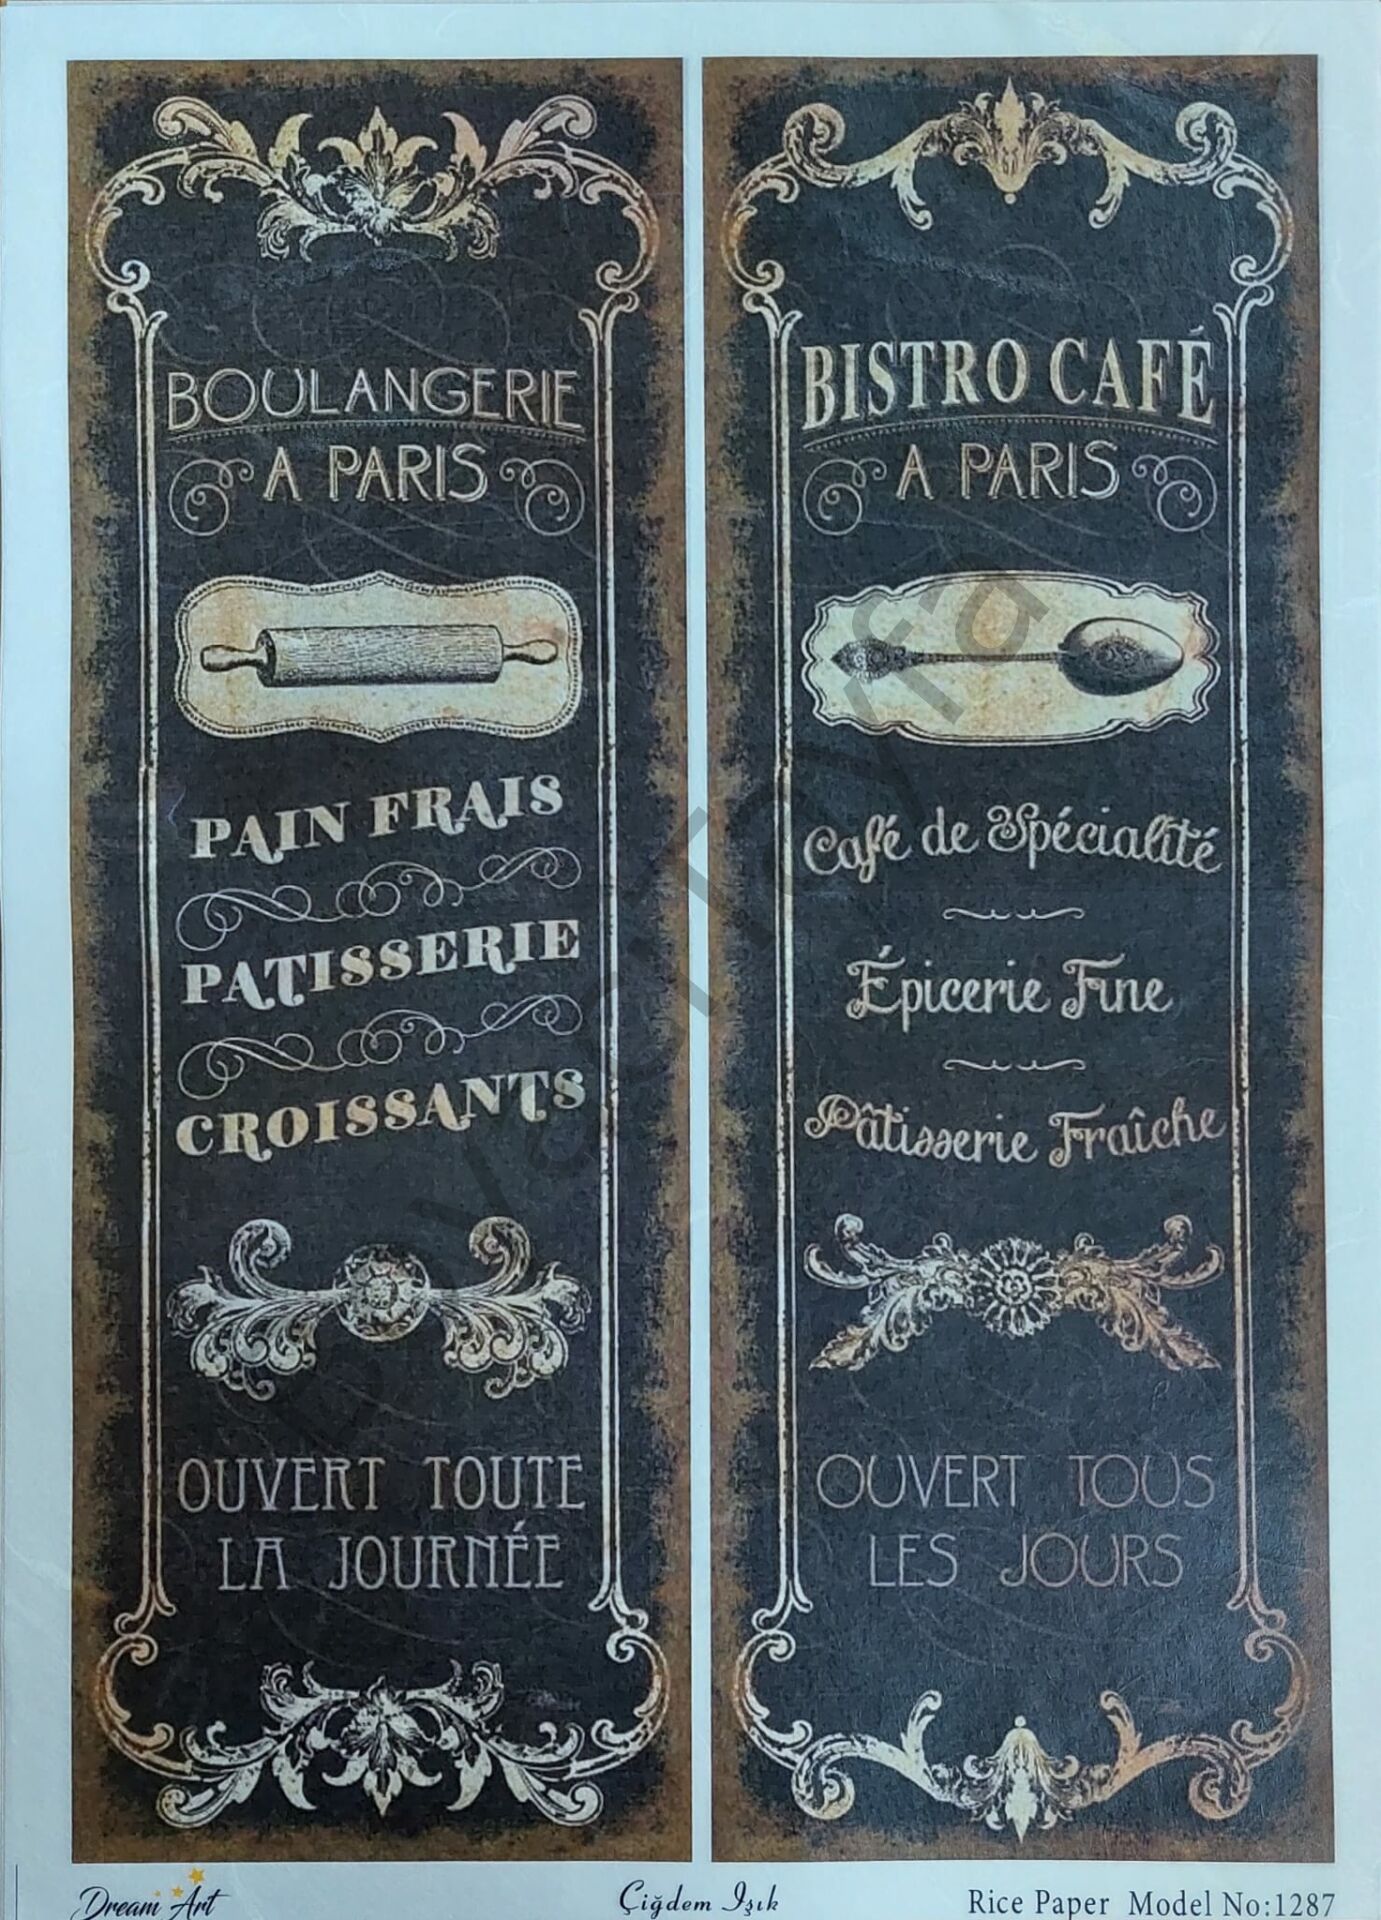 BOULANGERIE
A PARIS
PAIN FRAIS
PATISSERIE
CROISSANTS
OUVERT TOUTE
LA JOURNÉE
BISTRO CAFÉ
A PARIS
Café de Spécialité
Épicerie Fine
Pâtisserie Fraîche
OUVERT TOUS
LES JOURS
Dream Art
Çiğdem Işık
Rice Paper Model No:1287